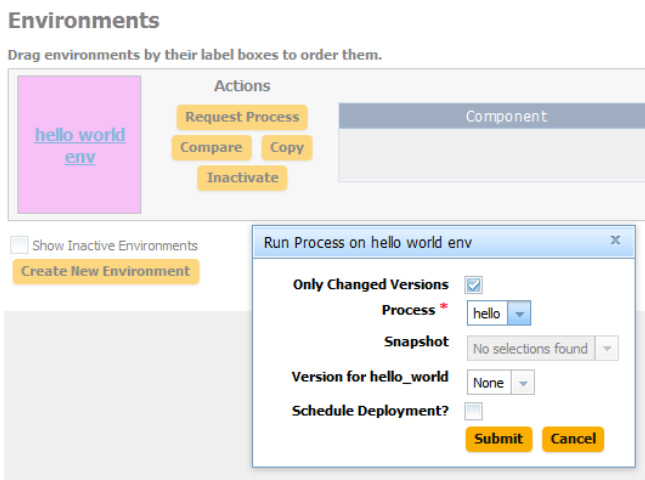 Environments
Drag environments by their label boxes to order them.
hello world
env
Actions
Request Process
Compare Copy
Inactivate
Component
Show Inactive Environments
Create New Environment
Run Process on hello world env x
Only Changed Versions
Process * hello
Snapshot No selections found
Version for hello_world None
Schedule Deployment?
Submit Cancel